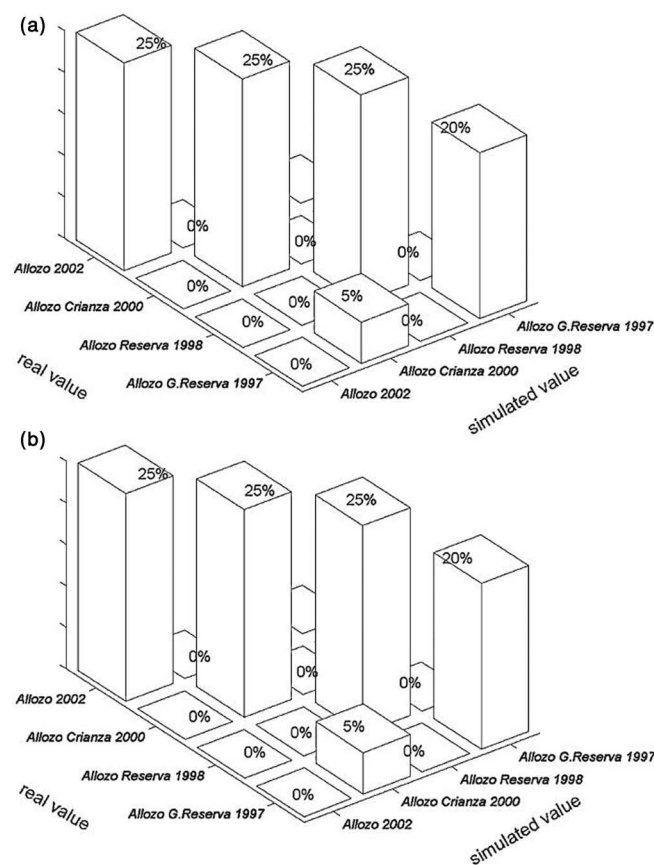 (a)
25%
25%
25%
20%
0%
0%
0%
0%
0%
5%
0%
0%
0%
Allozo 2002
Allozo Crianza 2000
Allozo Reserva 1998
Allozo G.Reserva 1997
real value
Allozo G.Reserva 1997
Allozo Reserva 1998
Allozo Crianza 2000
Allozo 2002
simulated value
(b)
25%
25%
25%
20%
0%
0%
0%
0%
0%
5%
0%
0%
0%
Allozo 2002
Allozo Crianza 2000
Allozo Reserva 1998
Allozo G.Reserva 1997
real value
Allozo G.Reserva 1997
Allozo Reserva 1998
Allozo Crianza 2000
Allozo 2002
simulated value